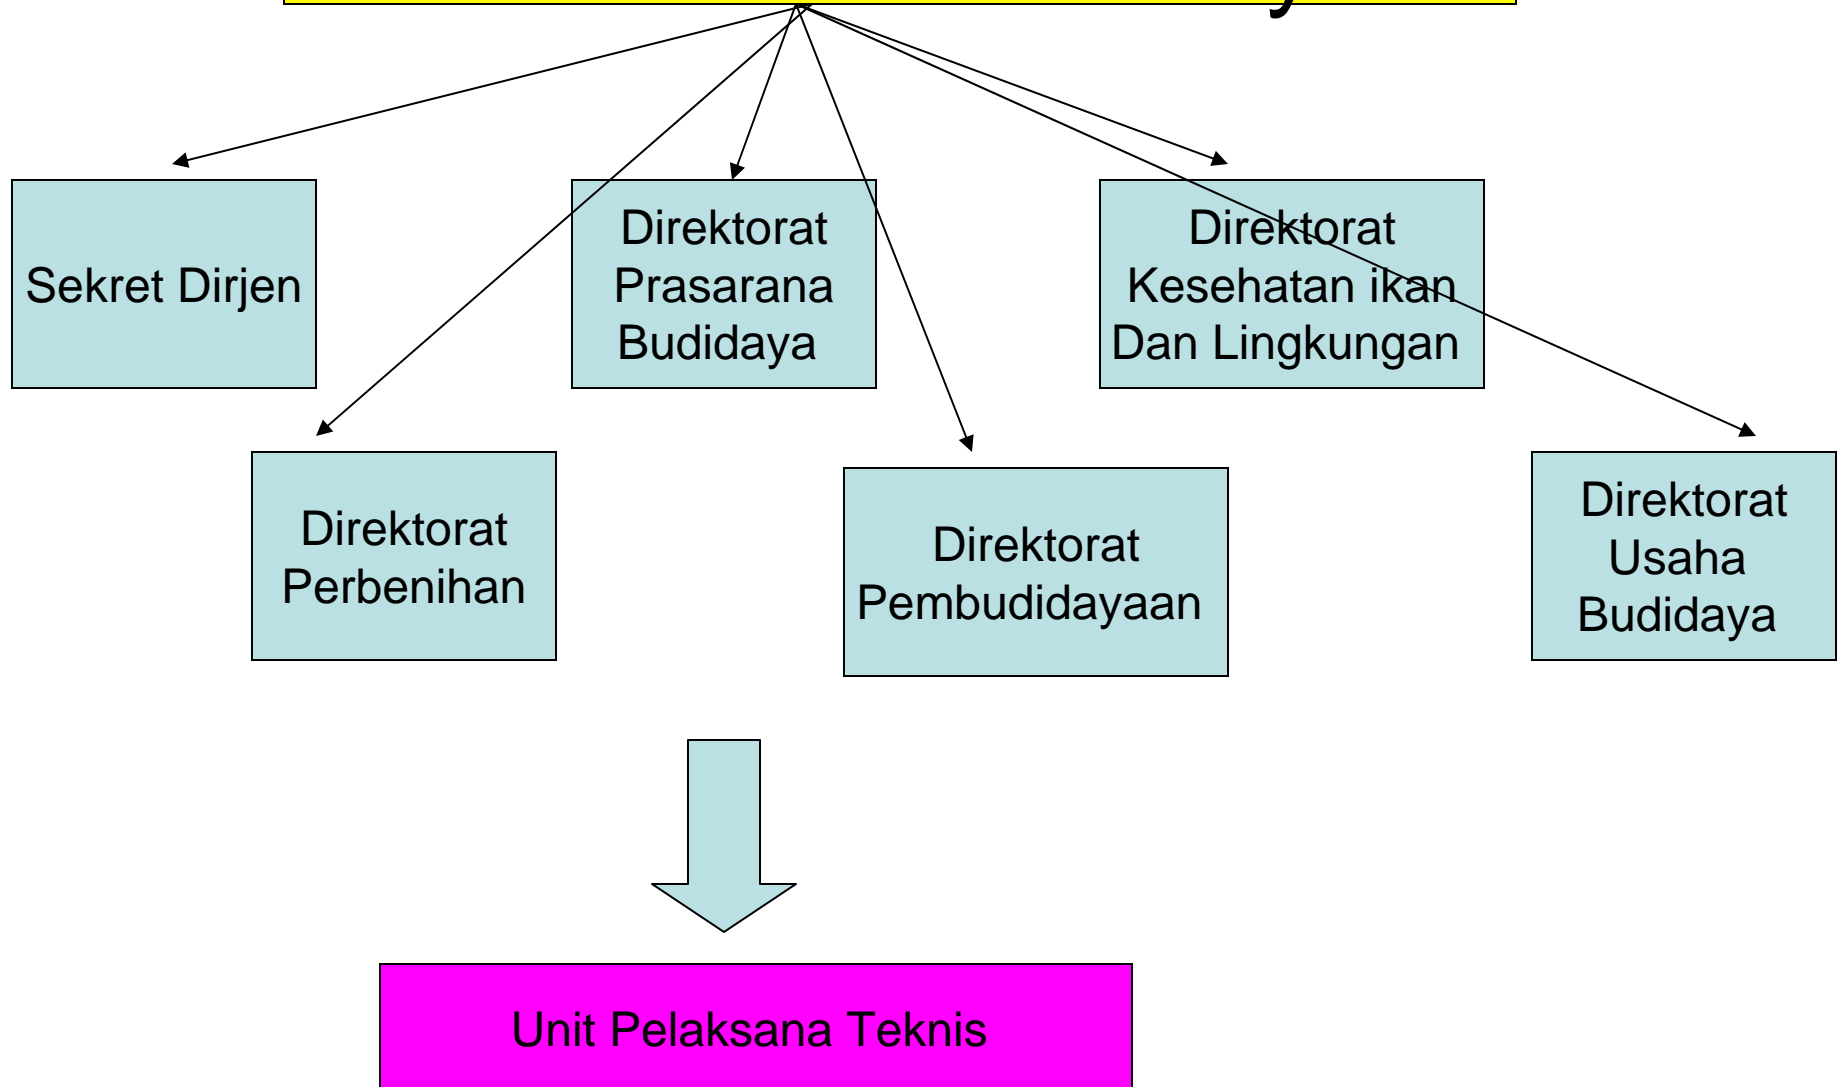 Sekret Dirjen
Direktorat
Prasarana
Budidaya
Direktorat
Kesehatan ikan
Dan Lingkungan
Direktorat
Perbenihan
Direktorat
Pembudidayaan
Direktorat
Usaha
Budidaya
Unit Pelaksana Teknis